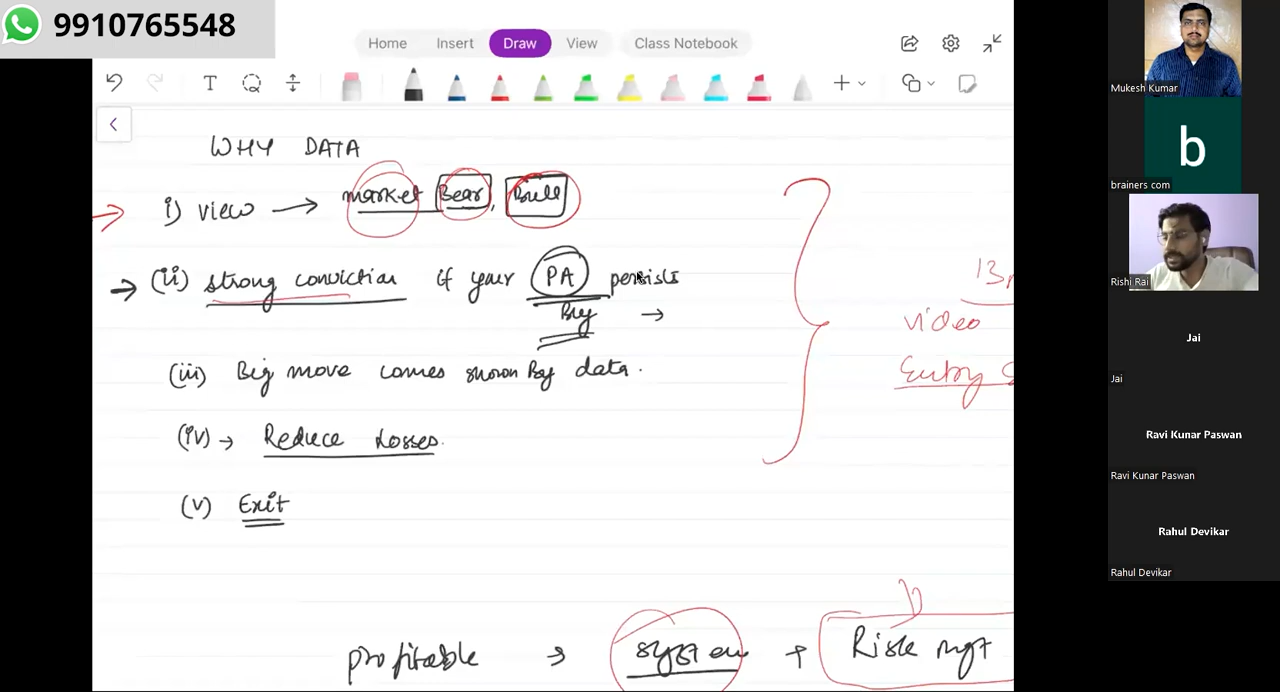 9910765548
Home Insert Draw View Class Notebook
T
WHY DATA
i) view → market Bear, Bull
→ (ii) strong conviction if your PA persists
Big →
(iii) Big move comes shown By data.
(iv) → Reduce Losses.
(v) Exit
video
Entry
profitable → system + Risk mgt
Mukesh Kumar
b
brainers com
Rishi Rai
Jai
Jai
Ravi Kunar Paswan
Ravi Kunar Paswan
Rahul Devikar
Rahul Devikar